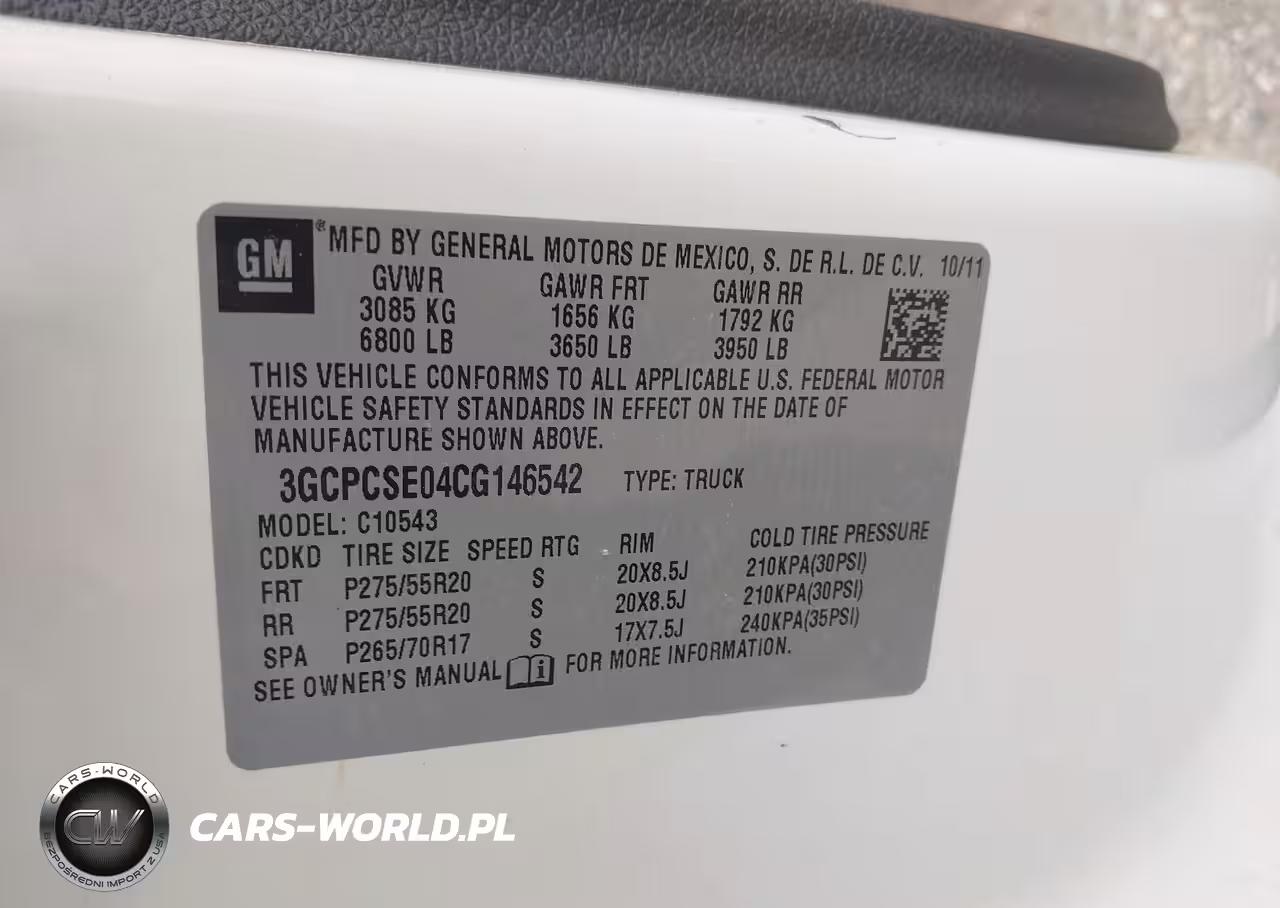 GM
® MFD BY GENERAL MOTORS DE MEXICO, S. DE R.L. DE C.V. 10/11
GVWR GAWR FRT GAWR RR
3085 KG 1656 KG 1792 KG
6800 LB 3650 LB 3950 LB
THIS VEHICLE CONFORMS TO ALL APPLICABLE U.S. FEDERAL MOTOR
VEHICLE SAFETY STANDARDS IN EFFECT ON THE DATE OF
MANUFACTURE SHOWN ABOVE.
3GCPCSE04CG146542 TYPE: TRUCK
MODEL: C10543
CDKD TIRE SIZE SPEED RTG RIM COLD TIRE PRESSURE
FRT P275/55R20 S 20X8.5J 210KPA(30PSI)
RR P275/55R20 S 20X8.5J 210KPA(30PSI)
SPA P265/70R17 S 17X7.5J 240KPA(35PSI)
SEE OWNER'S MANUAL i FOR MORE INFORMATION.
CARS-WORLD
CW
BEZPOŚREDNI IMPORT Z USA
CARS-WORLD.PL